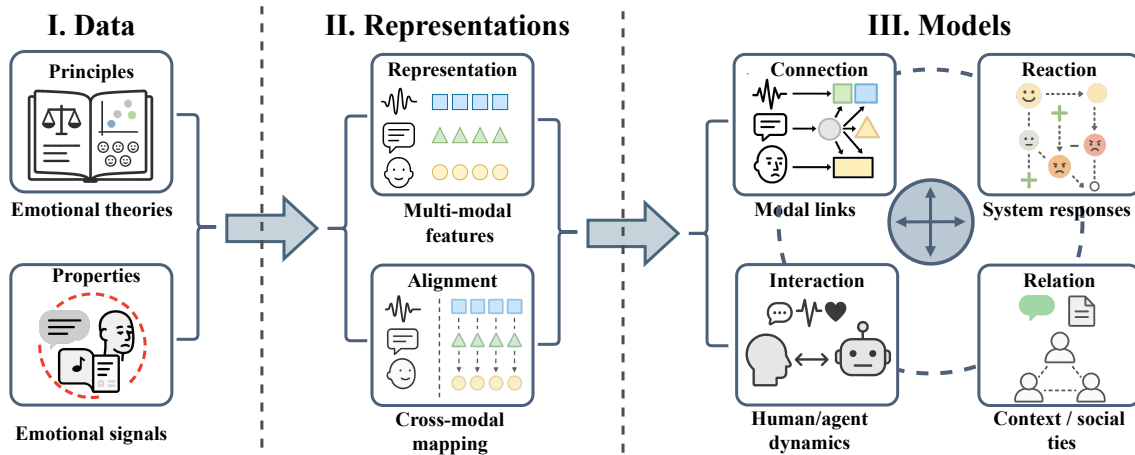 I. Data
II. Representations
III. Models
Principles
Emotional theories
Properties
Emotional signals
Representation
Multi-modal
features
Alignment
Cross-modal
mapping
Connection
Modal links
Reaction
System responses
Interaction
Human/agent
dynamics
Relation
Context / social
ties